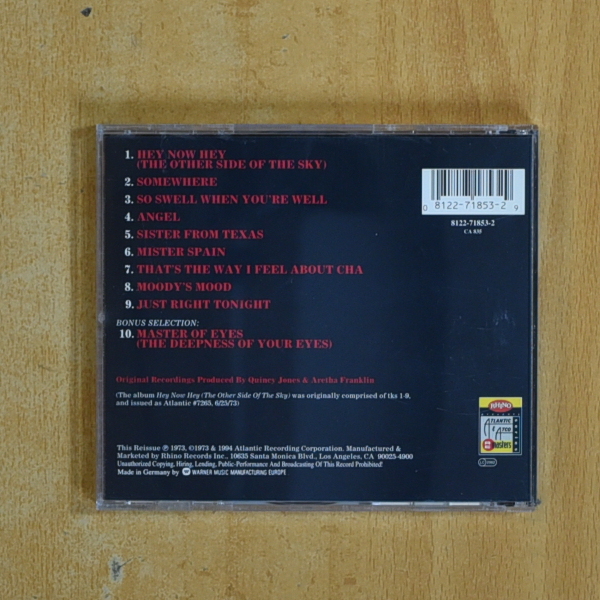 1. HEY NOW HEY
(THE OTHER SIDE OF THE SKY)
2. SOMEWHERE
3. SO SWELL WHEN YOU'RE WELL
4. ANGEL
5. SISTER FROM TEXAS
6. MISTER SPAIN
7. THAT'S THE WAY I FEEL ABOUT CHA
8. MOODY'S MOOD
9. JUST RIGHT TONiGHT
BONUS SELECTION:
10. MASTER OF EYES
(THE DEEPNESS OF YOUR EYES)
Original Recordings Produced By Quincy Jones & Aretha Franklin
(The album Hey Now Hey (The Other Side Of The Sky) was originally comprised of tks 1-9,
and issued as Atlantic #7265, 6/25/73)
This Reissue ℗ 1973, ©1973 & 1994 Atlantic Recording Corporation. Manufactured &
Marketed by Rhino Records Inc., 10635 Santa Monica Blvd., Los Angeles, CA 90025-4900
Unauthorized Copying, Hiring, Lending, Public-Performance And Broadcasting Of This Record Prohibited!
Made in Germany by WARNER MUSIC MANUFACTURING EUROPE
0 8122-71853-2 9
8122-71853-2
CA 835
RHINO
ATLANTIC
& ATCO
Masters